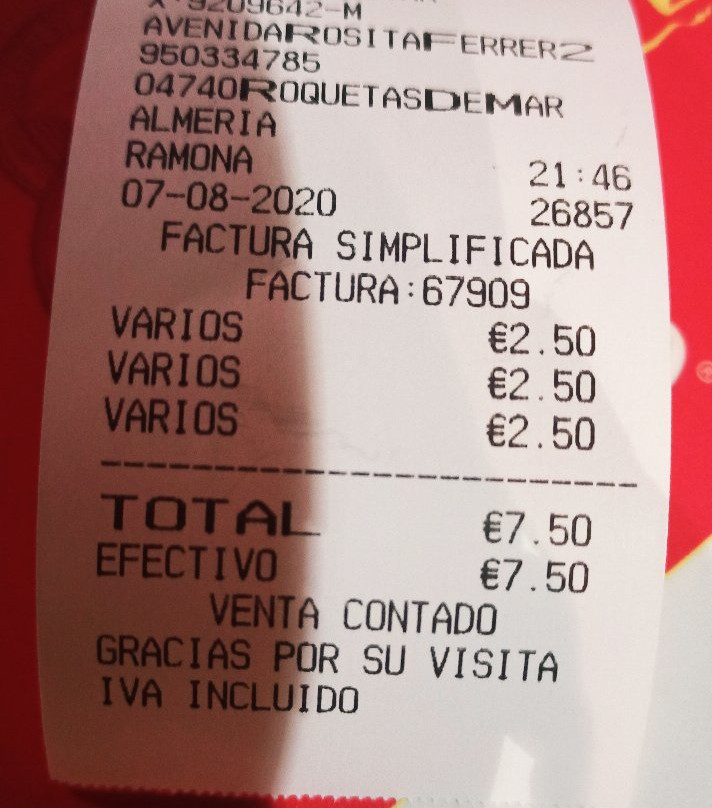 9209642-M
AVENIDAROSITAFERRER2
950334785
04740ROQUETASDEMAR
ALMERIA
RAMONA 21:46
07-08-2020 26857
FACTURA SIMPLIFICADA
FACTURA:67909
VARIOS €2.50
VARIOS €2.50
VARIOS €2.50
TOTAL €7.50
EFECTIVO €7.50
VENTA CONTADO
GRACIAS POR SU VISITA
IVA INCLUIDO